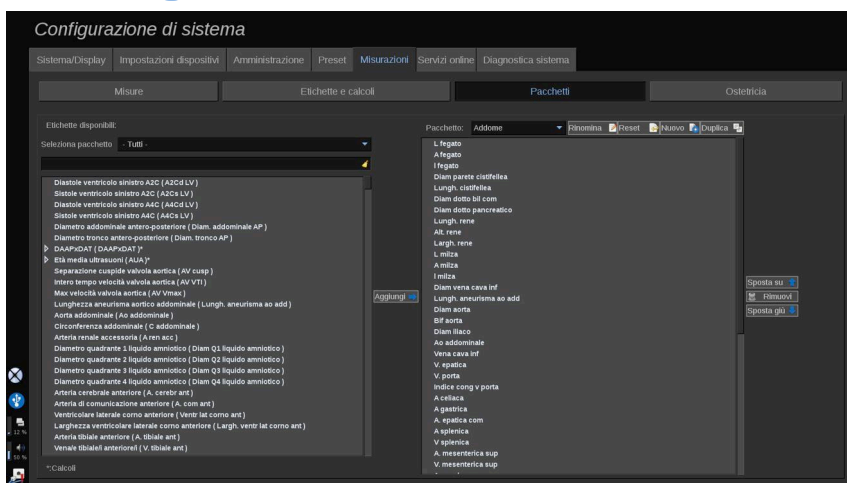 Configurazione di sistema
Sistema/Display Impostazioni dispositivi Amministrazione Preset Misurazioni Servizi online Diagnostica sistema
Misure Etichette e calcoli Pacchetti Ostetricia
Etichette disponibili:
Seleziona pacchetto - Tutti -
Diastole ventricolo sinistro A2C ( A2Cd LV )
Sistole ventricolo sinistro A2C ( A2Cs LV )
Diastole ventricolo sinistro A4C ( A4Cd LV )
Sistole ventricolo sinistro A4C ( A4Cs LV )
Diametro addominale antero-posteriore ( Diam. addominale AP )
Diametro tronco antero-posteriore ( Diam. tronco AP )
DAAPxDAT ( DAAPxDAT )*
Età media ultrasuoni ( AUA )*
Separazione cuspide valvola aortica ( AV cusp )
Intero tempo velocità valvola aortica ( AV VTI )
Max velocità valvola aortica ( AV Vmax )
Lunghezza aneurisma aortico addominale ( Lungh. aneurisma ao add )
Aorta addominale ( Ao addominale )
Circonferenza addominale ( C addominale )
Arteria renale accessoria ( A ren acc )
Diametro quadrante 1 liquido amniotico ( Diam Q1 liquido amniotico )
Diametro quadrante 2 liquido amniotico ( Diam Q2 liquido amniotico )
Diametro quadrante 3 liquido amniotico ( Diam Q3 liquido amniotico )
Diametro quadrante 4 liquido amniotico ( Diam Q4 liquido amniotico )
Arteria cerebrale anteriore ( A. cerebr ant )
Arteria di comunicazione anteriore ( A. com ant )
Ventricolare laterale corno anteriore ( Ventr lat corno ant )
Larghezza ventricolare laterale corno anteriore ( Largh. ventr lat corno ant )
Arteria tibiale anteriore ( A. tibiale ant )
Vena/e tibiale/i anteriore/i ( V. tibiale ant )
*:Calcoli
Aggiungi
Pacchetto: Addome Rinomina Reset Nuovo Duplica
L fegato
A fegato
l fegato
Diam parete cistifellea
Lungh. cistifellea
Diam dotto bil com
Diam dotto pancreatico
Lungh. rene
Alt. rene
Largh. rene
L milza
A milza
l milza
Diam vena cava inf
Lungh. aneurisma ao add
Diam aorta
Bif aorta
Diam iliaco
Ao addominale
Vena cava inf
V. epatica
V. porta
Indice cong v porta
A celiaca
A gastrica
A. epatica com
A splenica
V splenica
A. mesenterica sup
V. mesenterica sup
Sposta su
Rimuovi
Sposta giù
12 %
50 %